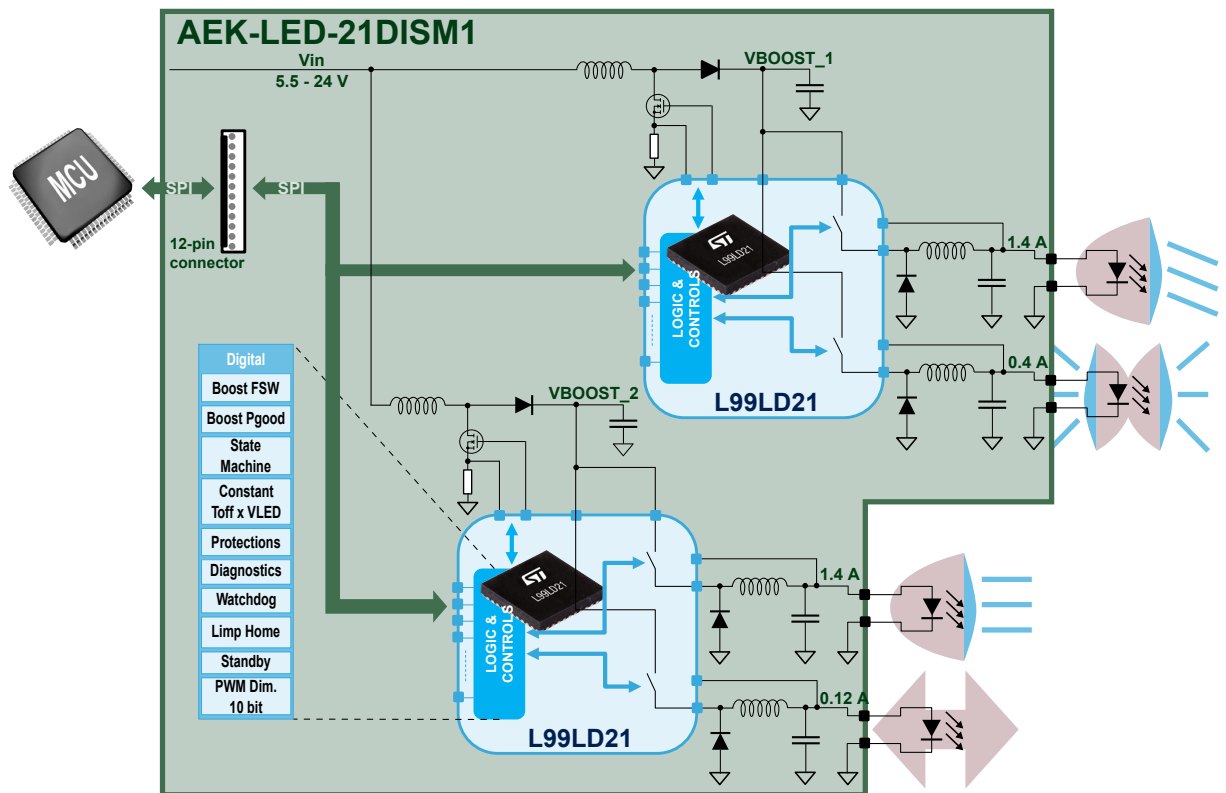 AEK-LED-21DISM1
Vin
5.5 - 24 V
VBOOST_1
MCU
SPI
SPI
12-pin
connector
ST
L99LD21
LOGIC &
CONTROLS
1.4 A
0.4 A
L99LD21
Digital
Boost FSW
Boost Pgood
State
Machine
Constant
Toff x VLED
Protections
Diagnostics
Watchdog
Limp Home
Standby
PWM Dim.
10 bit
VBOOST_2
ST
L99LD21
LOGIC &
CONTROLS
1.4 A
0.12 A
L99LD21